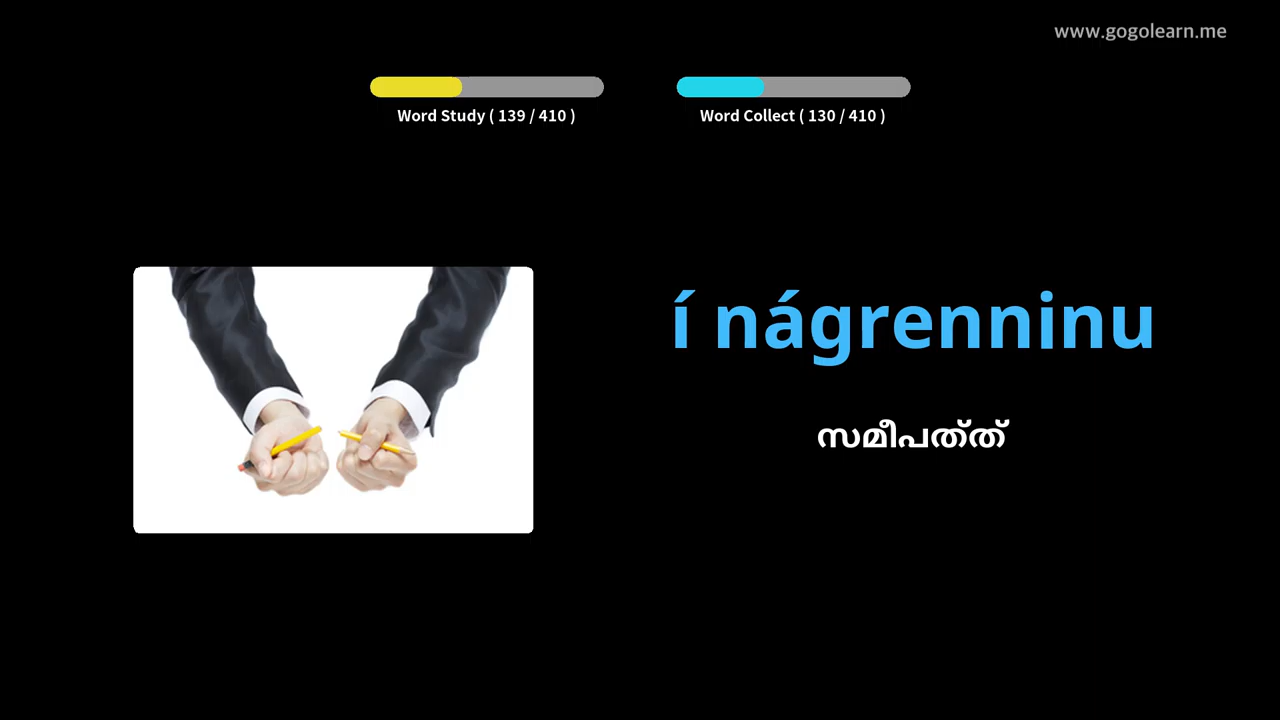 www.gogolearn.me
Word Study ( 139 / 410 )
Word Collect ( 130 / 410 )
í nágrenninu
സമീപത്ത്